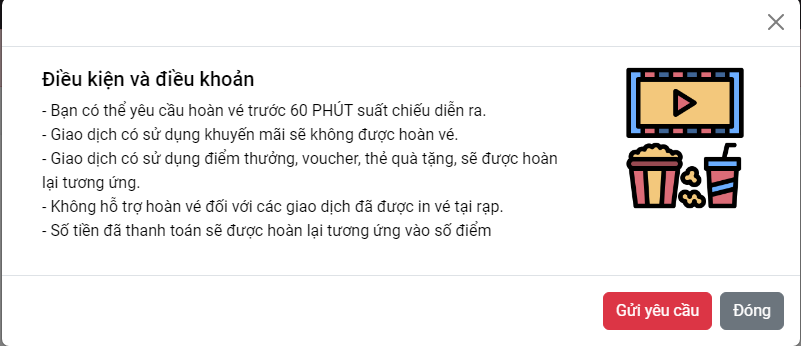 Điều kiện và điều khoản
- Bạn có thể yêu cầu hoàn vé trước 60 PHÚT suất chiếu diễn ra.
- Giao dịch có sử dụng khuyến mãi sẽ không được hoàn vé.
- Giao dịch có sử dụng điểm thưởng, voucher, thẻ quà tặng, sẽ được hoàn
lại tương ứng.
- Không hỗ trợ hoàn vé đối với các giao dịch đã được in vé tại rạp.
- Số tiền đã thanh toán sẽ được hoàn lại tương ứng vào số điểm
Gửi yêu cầu
Đóng